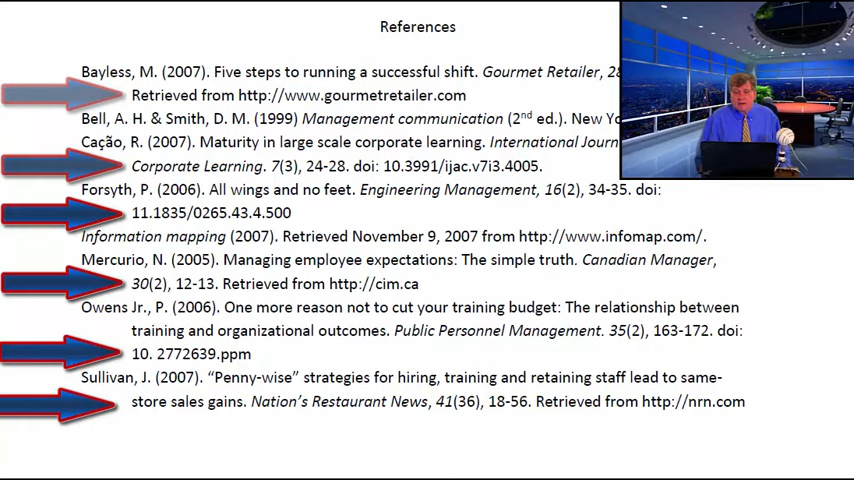 References
Bayless, M. (2007). Five steps to running a successful shift. Gourmet Retailer, 28
Retrieved from http://www.gourmetretailer.com
Bell, A. H. & Smith, D. M. (1999) Management communication (2nd ed.). New Yo
Cação, R. (2007). Maturity in large scale corporate learning. International Journ
Corporate Learning. 7(3), 24-28. doi: 10.3991/ijac.v7i3.4005.
Forsyth, P. (2006). All wings and no feet. Engineering Management, 16(2), 34-35. doi:
11.1835/0265.43.4.500
Information mapping (2007). Retrieved November 9, 2007 from http://www.infomap.com/.
Mercurio, N. (2005). Managing employee expectations: The simple truth. Canadian Manager,
30(2), 12-13. Retrieved from http://cim.ca
Owens Jr., P. (2006). One more reason not to cut your training budget: The relationship between
training and organizational outcomes. Public Personnel Management. 35(2), 163-172. doi:
10. 2772639.ppm
Sullivan, J. (2007). “Penny-wise” strategies for hiring, training and retaining staff lead to same-
store sales gains. Nation’s Restaurant News, 41(36), 18-56. Retrieved from http://nrn.com